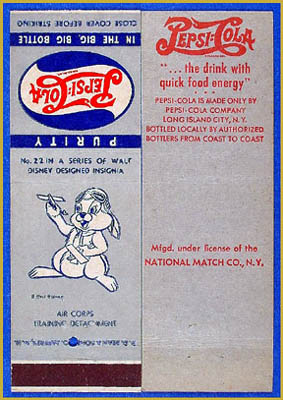 CLOSE COVER BEFORE STRIKING
IN THE BIG, BIG BOTTLE
PEPSI-COLA
PURITY
No. 22 IN A SERIES OF WALT
DISNEY DESIGNED INSIGNIA
AIR CORPS
TRAINING DETACHMENT
PEPSI-COLA
"... the drink with
quick food energy"
PEPSI-COLA IS MADE ONLY BY
PEPSI-COLA COMPANY
LONG ISLAND CITY, N.Y.
BOTTLED LOCALLY BY AUTHORIZED
BOTTLERS FROM COAST TO COAST
Mfgd. under license of the
NATIONAL MATCH CO., N.Y.